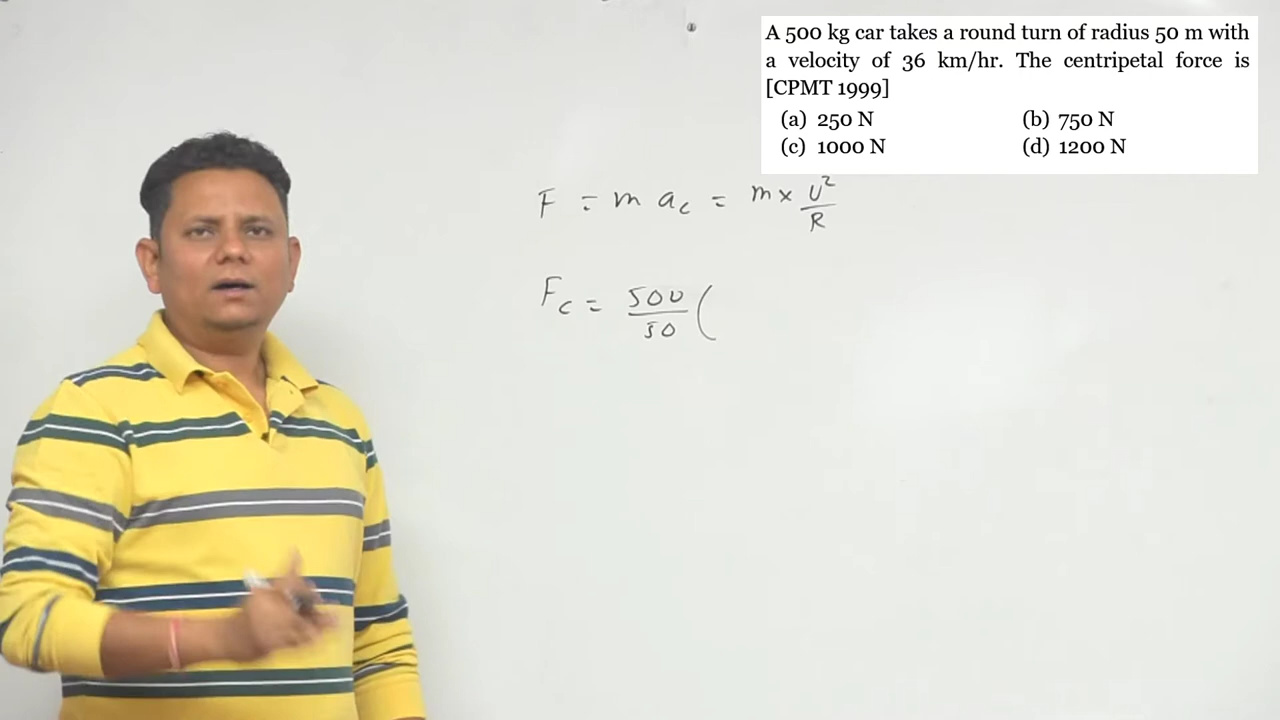 A 500 kg car takes a round turn of radius 50 m with
a velocity of 36 km/hr. The centripetal force is
[CPMT 1999]
(a) 250 N (b) 750 N
(c) 1000 N (d) 1200 N
F = m a_c = m × v²/R
F_c = 500/50 (